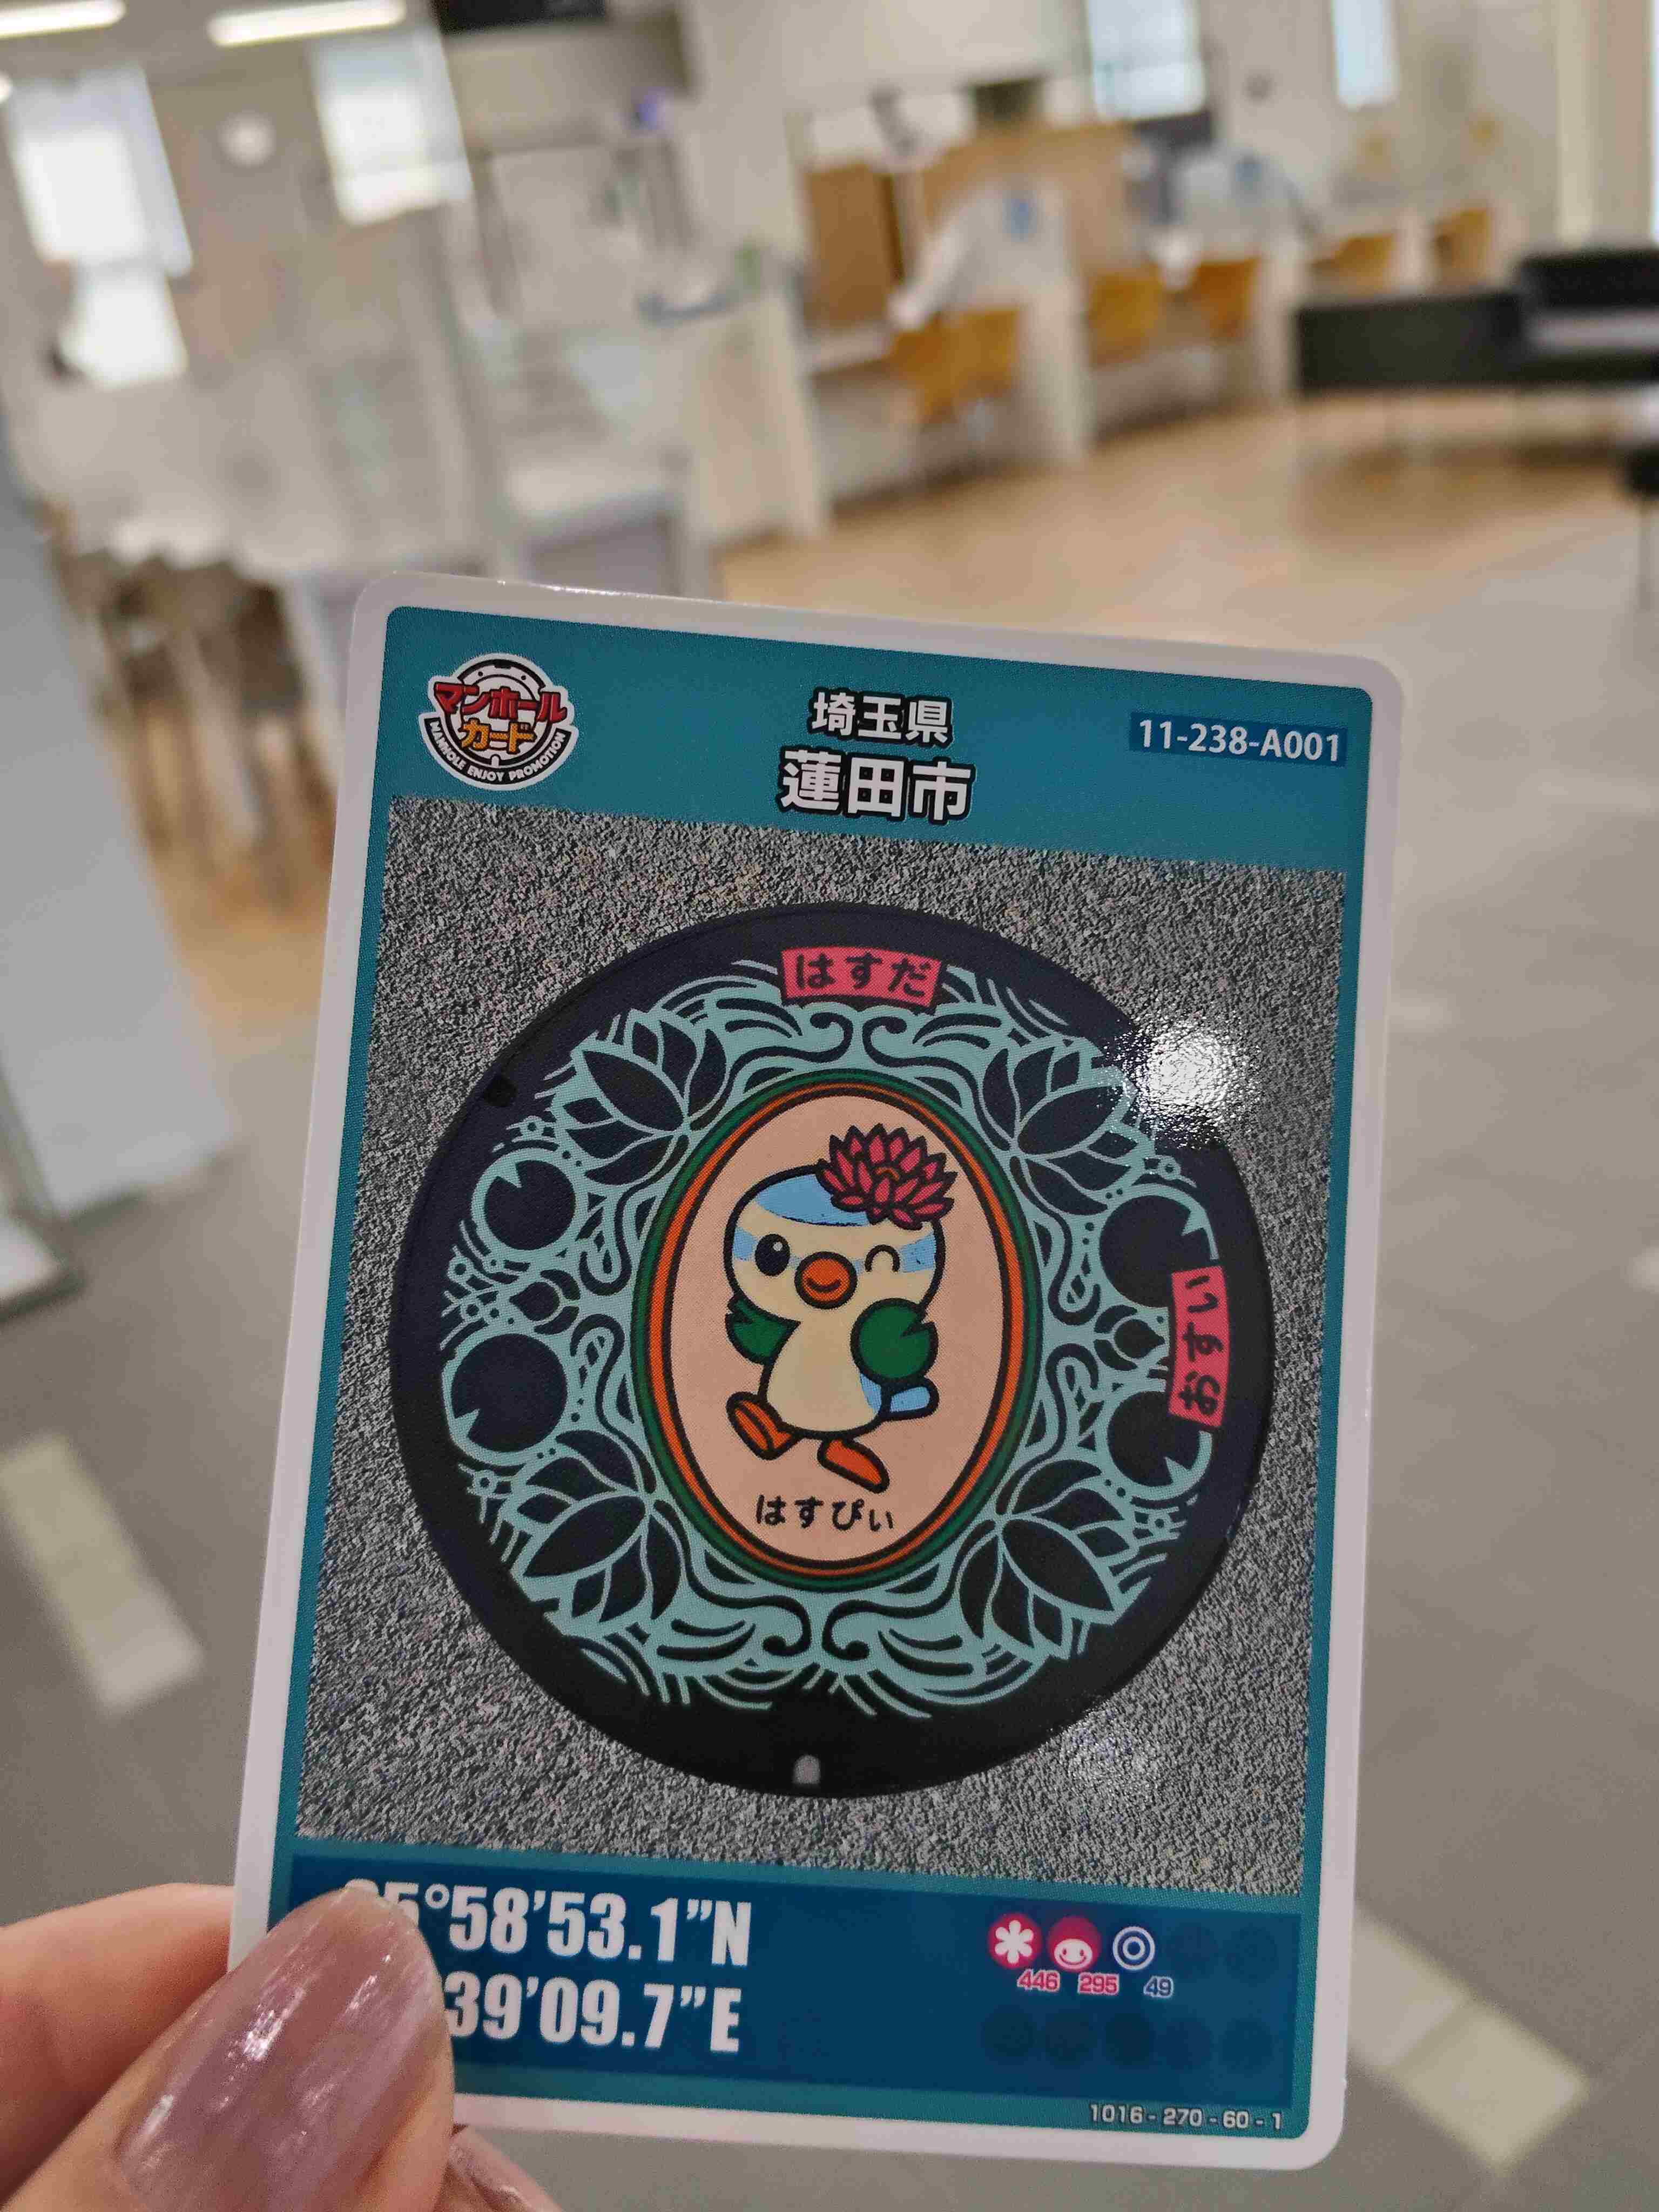 マンホール
カード
MANHOLE ENJOY PROMOTION
埼玉県
蓮田市
11-238-A001
はすだ
おすい
はすぴぃ
5°58’53.1”N
39’09.7”E
446 295 49
1016-270-60-1